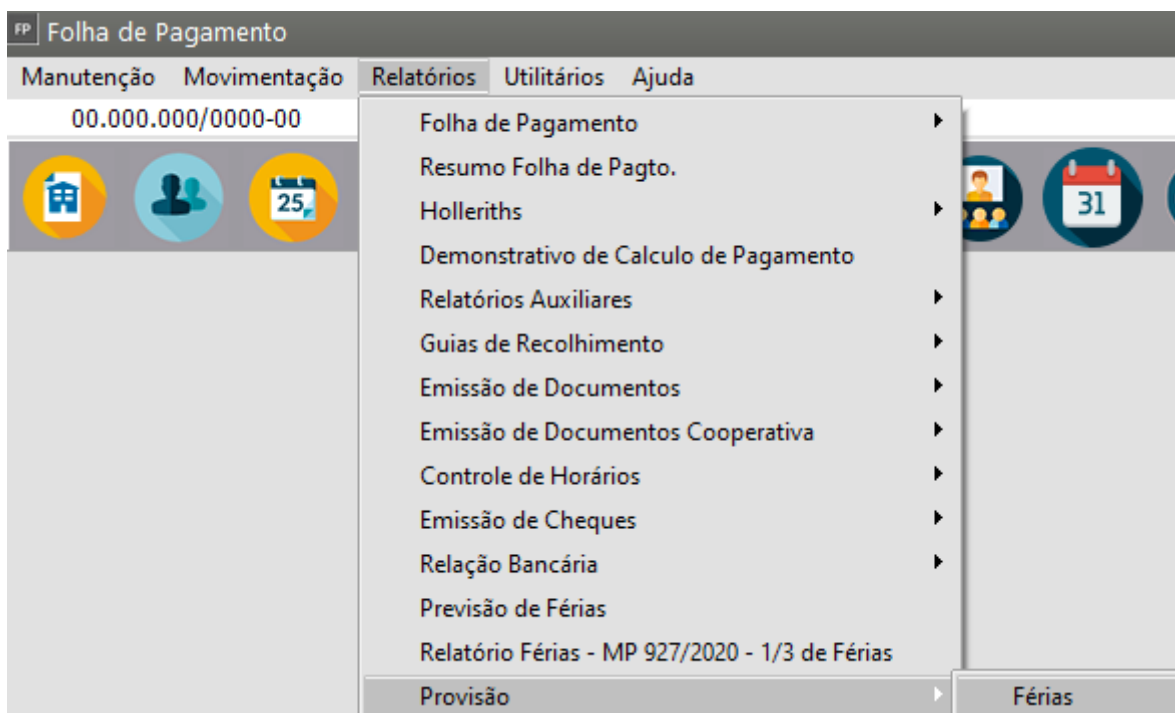 FP Folha de Pagamento
Manutenção Movimentação Relatórios Utilitários Ajuda
00.000.000/0000-00
Folha de Pagamento
Resumo Folha de Pagto.
Holleriths
Demonstrativo de Calculo de Pagamento
Relatórios Auxiliares
Guias de Recolhimento
Emissão de Documentos
Emissão de Documentos Cooperativa
Controle de Horários
Emissão de Cheques
Relação Bancária
Previsão de Férias
Relatório Férias - MP 927/2020 - 1/3 de Férias
Provisão Férias
25
31